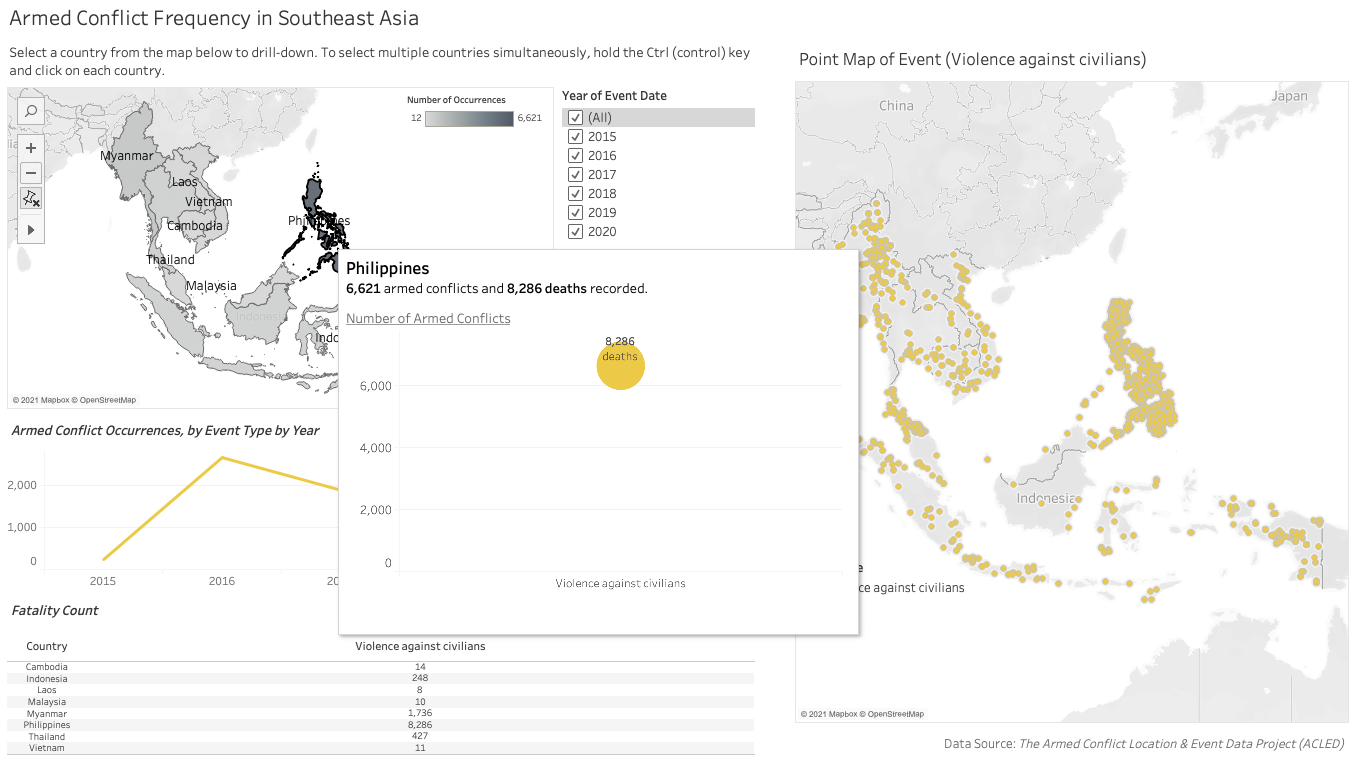 Armed Conflict Frequency in Southeast Asia
Select a country from the map below to drill-down. To select multiple countries simultaneously, hold the Ctrl (control) key
and click on each country.
Number of Occurrences
12 6,621
Myanmar
Laos
Vietnam
Cambodia
Thailand
Philippines
Malaysia
Indonesia
Indo
© 2021 Mapbox © OpenStreetMap
Year of Event Date
(All)
2015
2016
2017
2018
2019
2020
Philippines
6,621 armed conflicts and 8,286 deaths recorded.
Number of Armed Conflicts
8,286
deaths
6,000
4,000
2,000
0
Violence against civilians
Armed Conflict Occurrences, by Event Type by Year
2,000
1,000
0
2015 2016 20
Fatality Count
Country Violence against civilians
Cambodia 14
Indonesia 248
Laos 8
Malaysia 10
Myanmar 1,736
Philippines 8,286
Thailand 427
Vietnam 11
Point Map of Event (Violence against civilians)
China
Japan
Indonesia
e
ce against civilians
© 2021 Mapbox © OpenStreetMap
Data Source: The Armed Conflict Location & Event Data Project (ACLED)